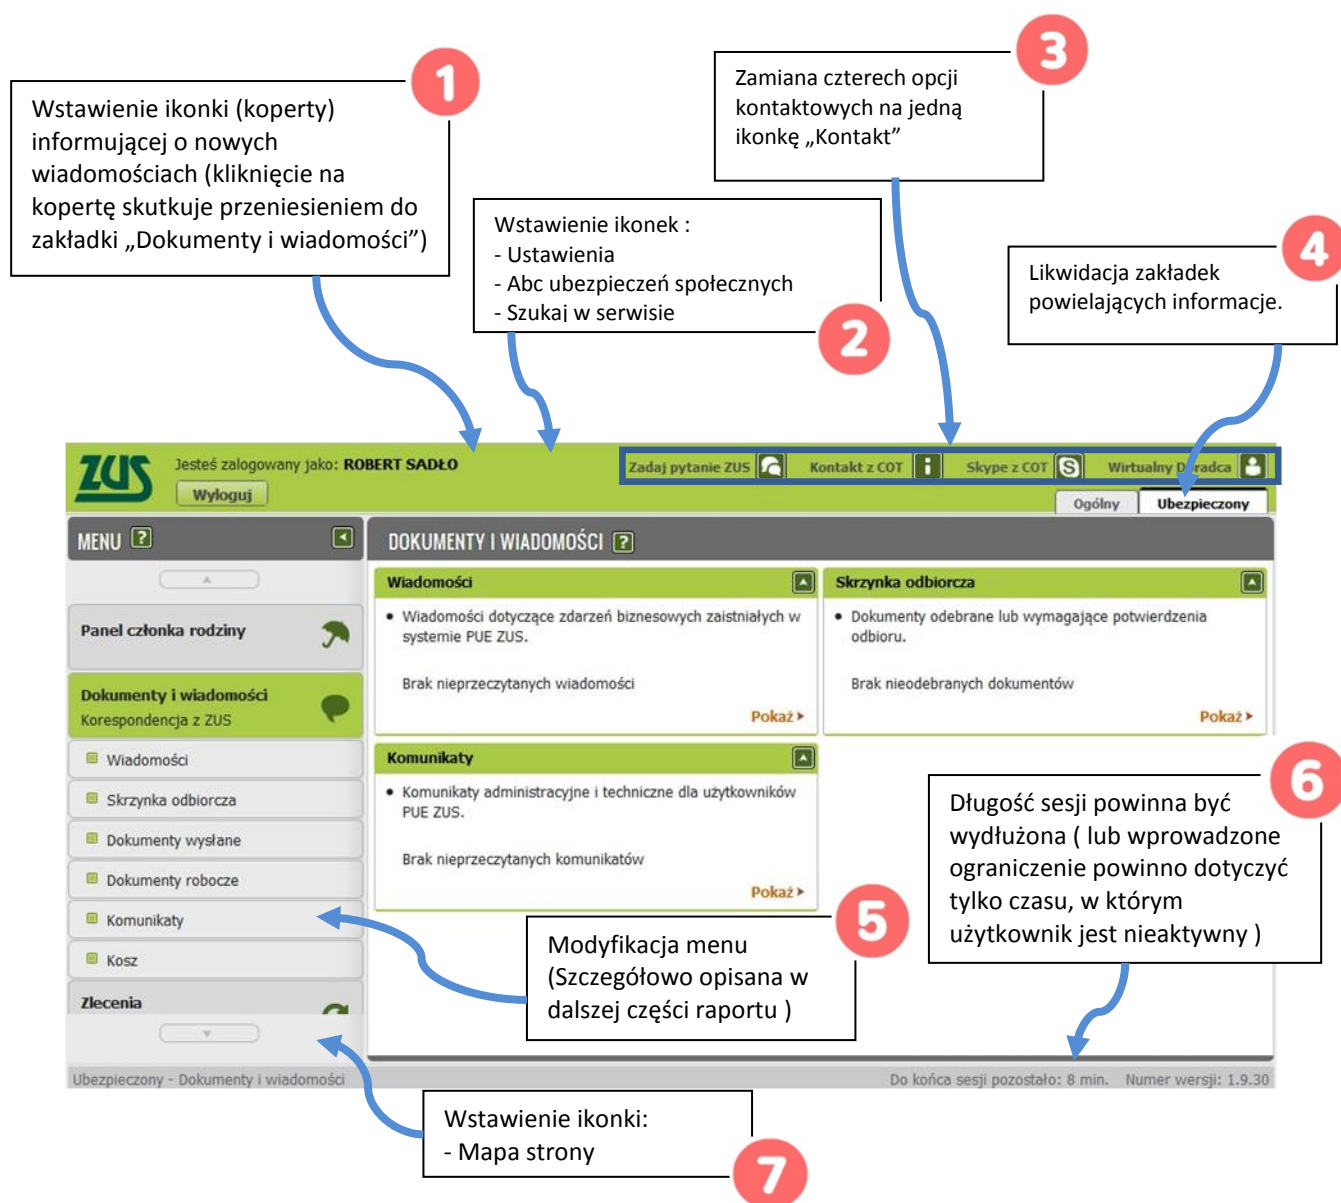 1
Wstawienie ikonki (koperty)
informującej o nowych
wiadomościach (kliknięcie na
kopertę skutkuje przeniesieniem do
zakładki „Dokumenty i wiadomości”)
3
Zamiana czterech opcji
kontaktowych na jedną
ikonkę „Kontakt”
Wstawienie ikonek :
- Ustawienia
- Abc ubezpieczeń społecznych
- Szukaj w serwisie
2
4
Likwidacja zakładek
powielających informacje.
ZUS
Jesteś zalogowany jako: ROBERT SADŁO
Wyloguj
Zadaj pytanie ZUS
Kontakt z COT
Skype z COT
Wirtualny Doradca
Ogólny
Ubezpieczony
MENU ?
DOKUMENTY I WIADOMOŚCI ?
Panel członka rodziny
Dokumenty i wiadomości
Korespondencja z ZUS
Wiadomości
Skrzynka odbiorcza
Dokumenty wysłane
Dokumenty robocze
Komunikaty
Kosz
Zlecenia
Wiadomości
Wiadomości dotyczące zdarzeń biznesowych zaistniałych w
systemie PUE ZUS.
Brak nieprzeczytanych wiadomości
Pokaż
Skrzynka odbiorcza
Dokumenty odebrane lub wymagające potwierdzenia
odbioru.
Brak nieodebranych dokumentów
Pokaż
Komunikaty
Komunikaty administracyjne i techniczne dla użytkowników
PUE ZUS.
Brak nieprzeczytanych komunikatów
Pokaż
6
Długość sesji powinna być
wydłużona ( lub wprowadzone
ograniczenie powinno dotyczyć
tylko czasu, w którym
użytkownik jest nieaktywny )
5
Modyfikacja menu
(Szczegółowo opisana w
dalszej części raportu )
Ubezpieczony - Dokumenty i wiadomości
Do końca sesji pozostało: 8 min.
Numer wersji: 1.9.30
Wstawienie ikonki:
- Mapa strony
7